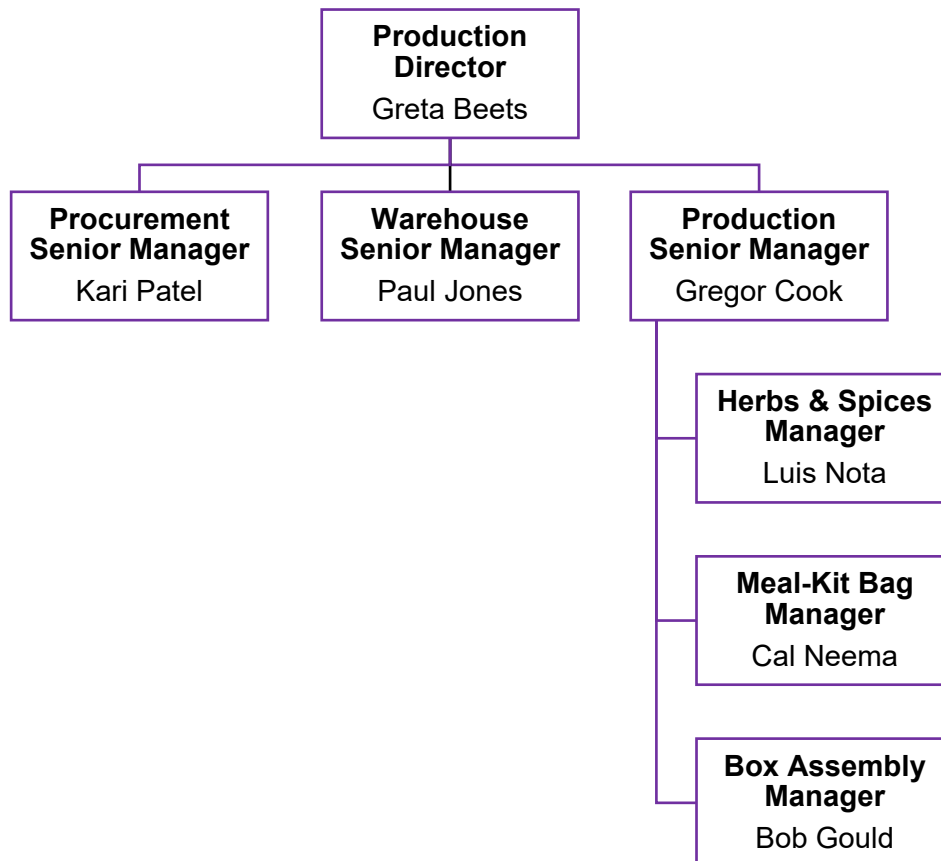 Production
Director
Greta Beets
Procurement
Senior Manager
Kari Patel
Warehouse
Senior Manager
Paul Jones
Production
Senior Manager
Gregor Cook
Herbs & Spices
Manager
Luis Nota
Meal-Kit Bag
Manager
Cal Neema
Box Assembly
Manager
Bob Gould